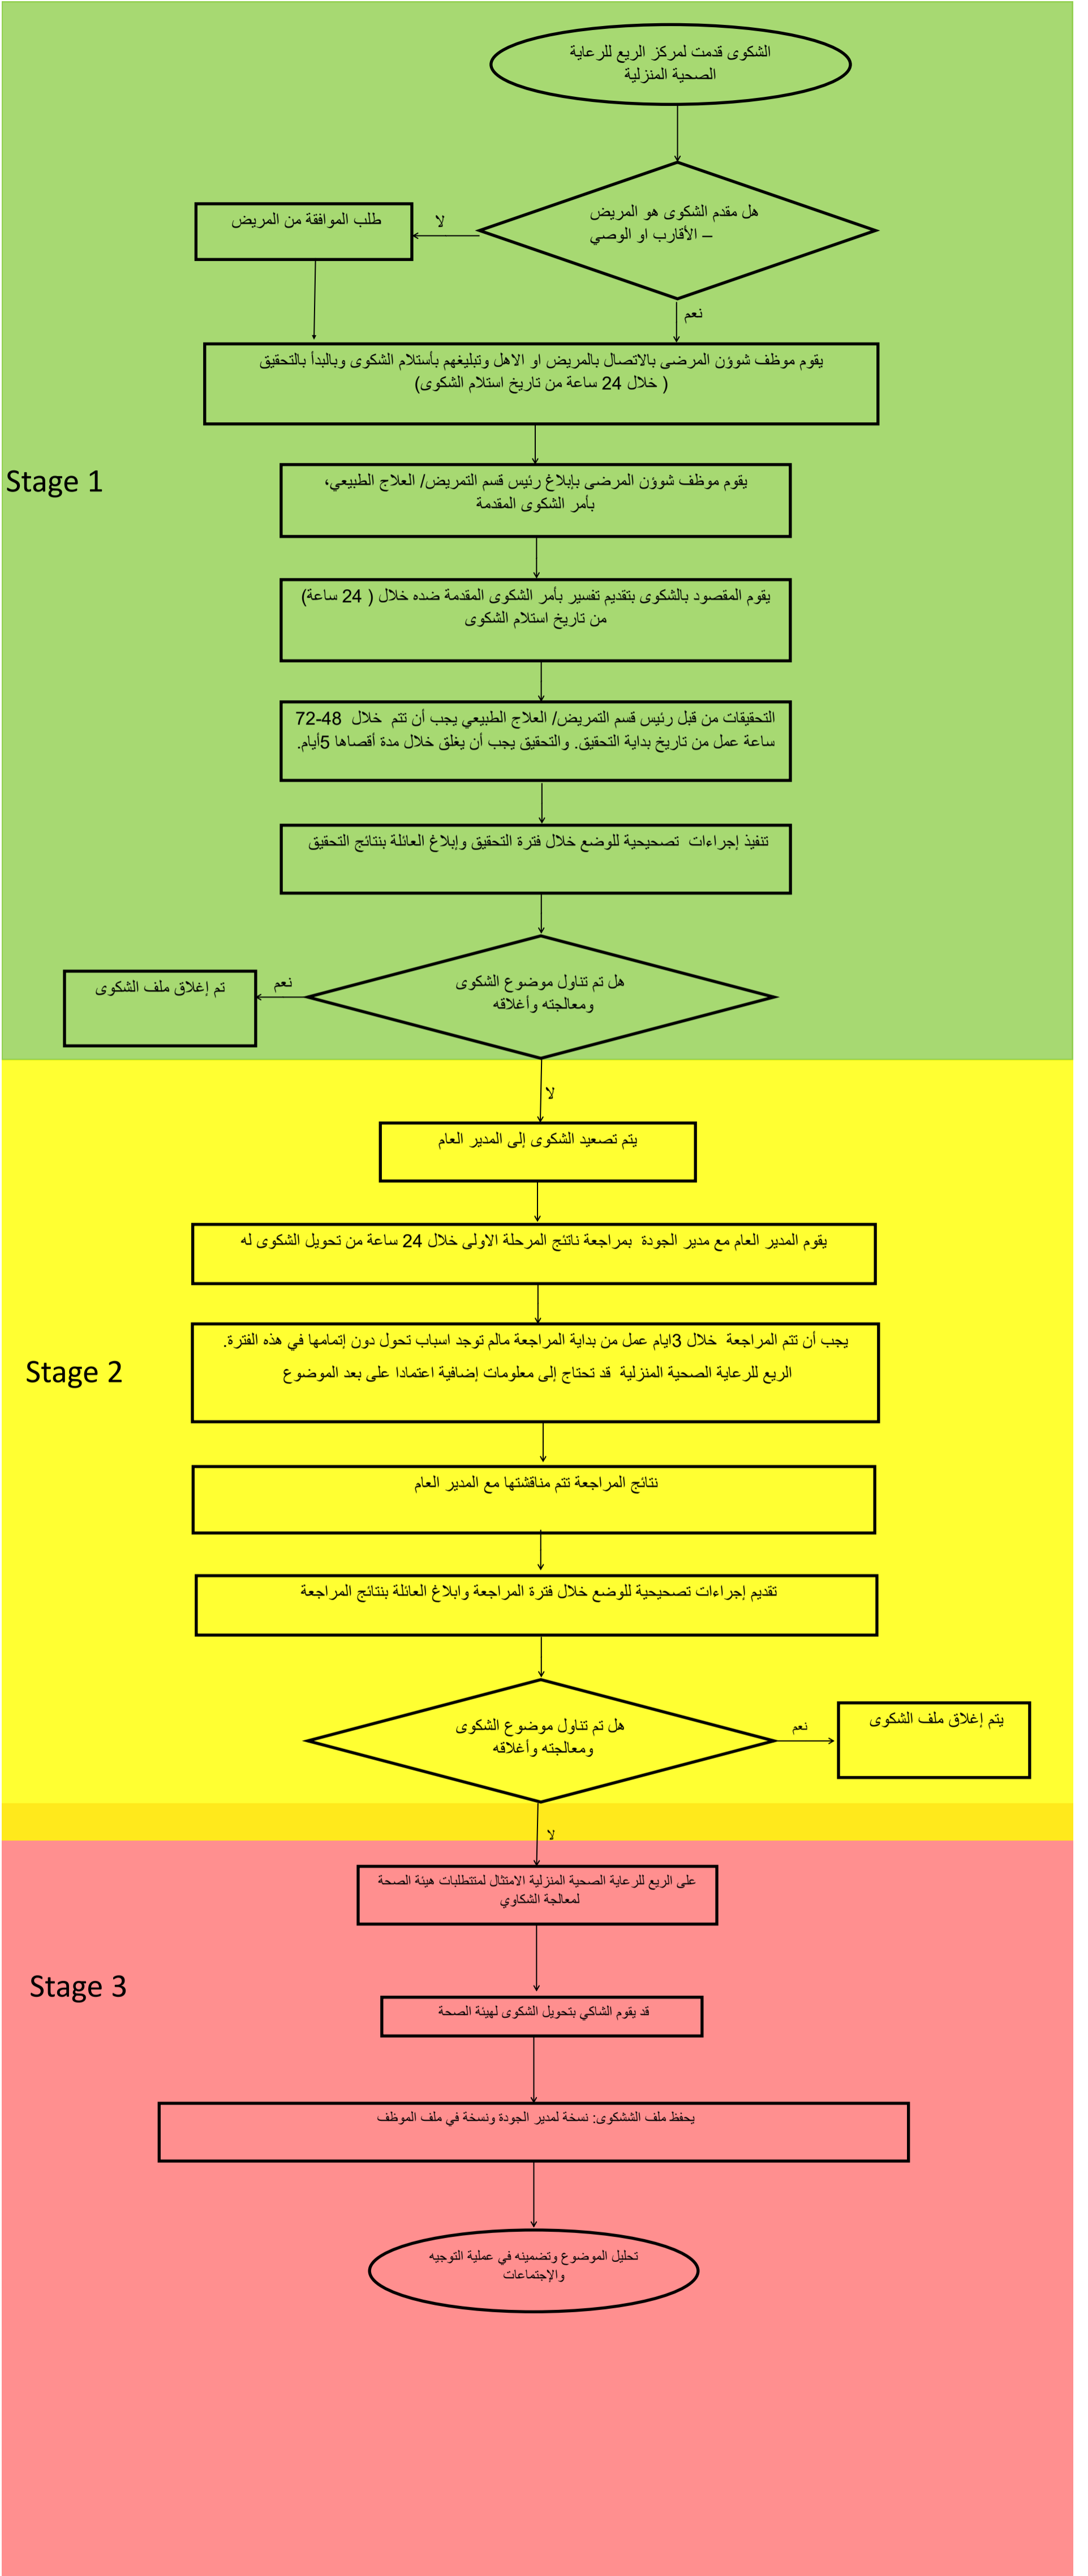 الشكوى قدمت لمركز الريع للرعاية
الصحية المنزلية
هل مقدم الشكوى هو المريض
– الأقارب او الوصي
لا
طلب الموافقة من المريض
نعم
يقوم موظف شوؤن المرضى بالاتصال بالمريض او الاهل وتبليغهم بأستلام الشكوى وبالبدأ بالتحقيق
( خلال 24 ساعة من تاريخ استلام الشكوى)
Stage 1
يقوم موظف شوؤن المرضى بإبلاغ رئيس قسم التمريض/ العلاج الطبيعي،
بأمر الشكوى المقدمة
يقوم المقصود بالشكوى بتقديم تفسير بأمر الشكوى المقدمة ضده خلال ( 24 ساعة)
من تاريخ استلام الشكوى
التحقيقات من قبل رئيس قسم التمريض/ العلاج الطبيعي يجب أن تتم خلال 48-72
ساعة عمل من تاريخ بداية التحقيق. والتحقيق يجب أن يغلق خلال مدة أقصاها 5أيام.
تنفيذ إجراءات تصحيحية للوضع خلال فترة التحقيق وإبلاغ العائلة بنتائج التحقيق
هل تم تناول موضوع الشكوى
ومعالجته وأغلاقه
نعم
تم إغلاق ملف الشكوى
لا
يتم تصعيد الشكوى إلى المدير العام
يقوم المدير العام مع مدير الجودة بمراجعة ناتئج المرحلة الاولى خلال 24 ساعة من تحويل الشكوى له
يجب أن تتم المراجعة خلال 3ايام عمل من بداية المراجعة مالم توجد اسباب تحول دون إتمامها في هذه الفترة.
الريع للرعاية الصحية المنزلية قد تحتاج إلى معلومات إضافية اعتمادا على بعد الموضوع
Stage 2
نتائج المراجعة تتم مناقشتها مع المدير العام
تقديم إجراءات تصحيحية للوضع خلال فترة المراجعة وابلاغ العائلة بنتائج المراجعة
هل تم تناول موضوع الشكوى
ومعالجته وأغلاقه
نعم
يتم إغلاق ملف الشكوى
لا
على الريع للرعاية الصحية المنزلية الامتثال لمتتطلبات هيئة الصحة
لمعالجة الشكاوي
Stage 3
قد يقوم الشاكي بتحويل الشكوى لهيئة الصحة
يحفظ ملف الششكوى: نسخة لمدير الجودة ونسخة في ملف الموظف
تحليل الموضوع وتضمينه في عملية التوجيه
والإجتماعات